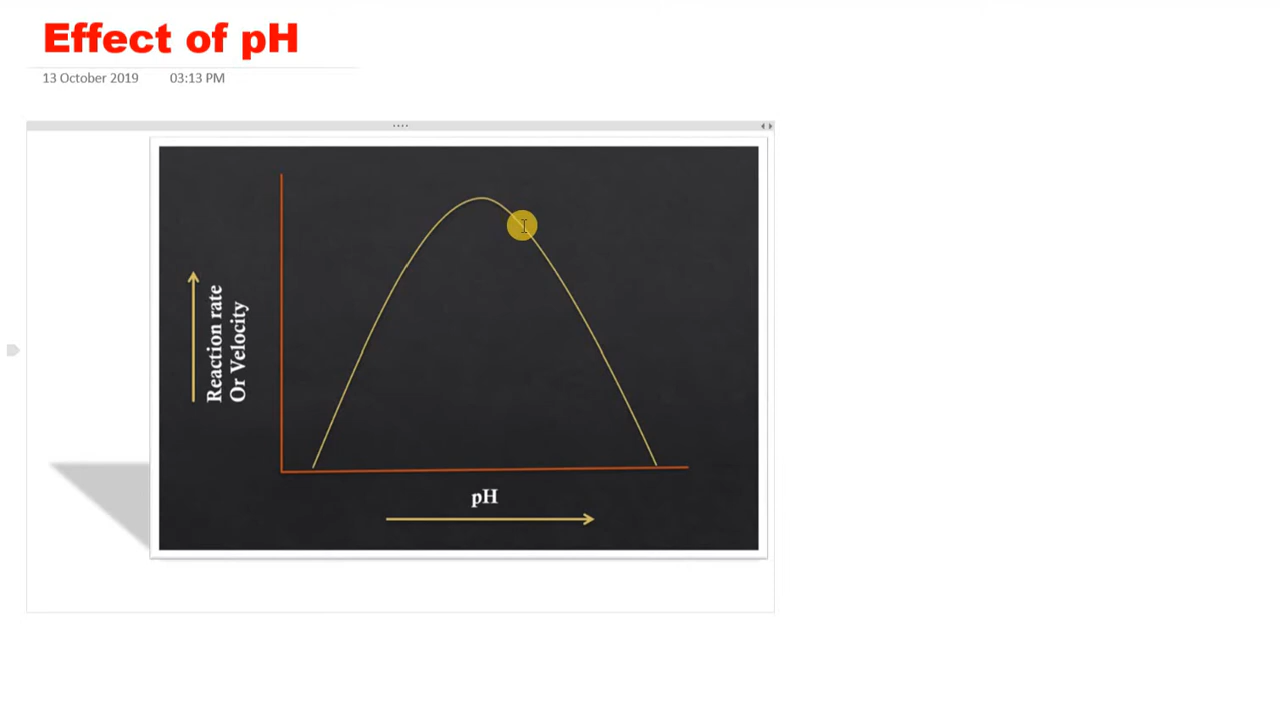 Effect of pH
13 October 2019 03:13 PM
Reaction rate
Or Velocity
pH